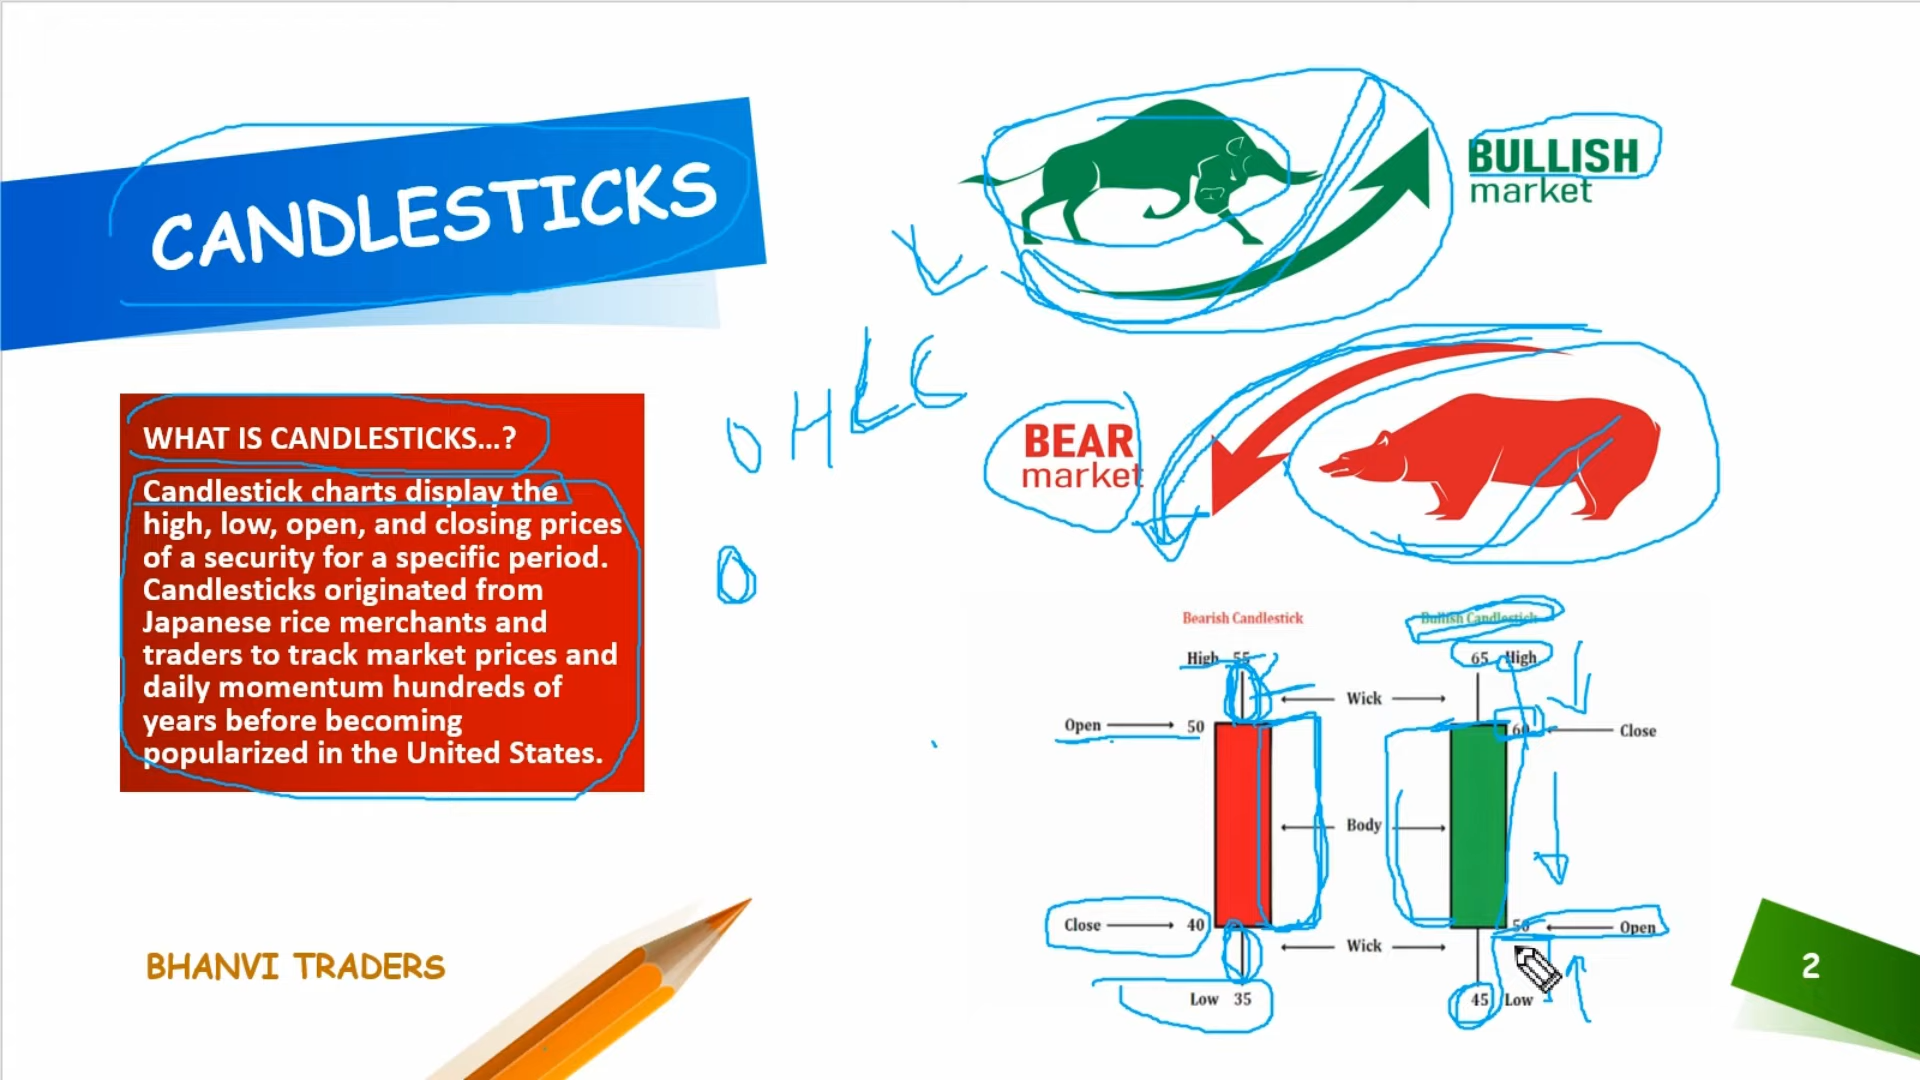 CANDLESTICKS
BULLISH
market
WHAT IS CANDLESTICKS...?
Candlestick charts display the
high, low, open, and closing prices
of a security for a specific period.
Candlesticks originated from
Japanese rice merchants and
traders to track market prices and
daily momentum hundreds of
years before becoming
popularized in the United States.
O H L C
O
BEAR
market
Bearish Candlestick
Bullish Candlestick
High 55
65 High
Wick
Open
50
60
Close
Body
Close
40
50
Open
Wick
Low 35
45 Low
BHANVI TRADERS
2